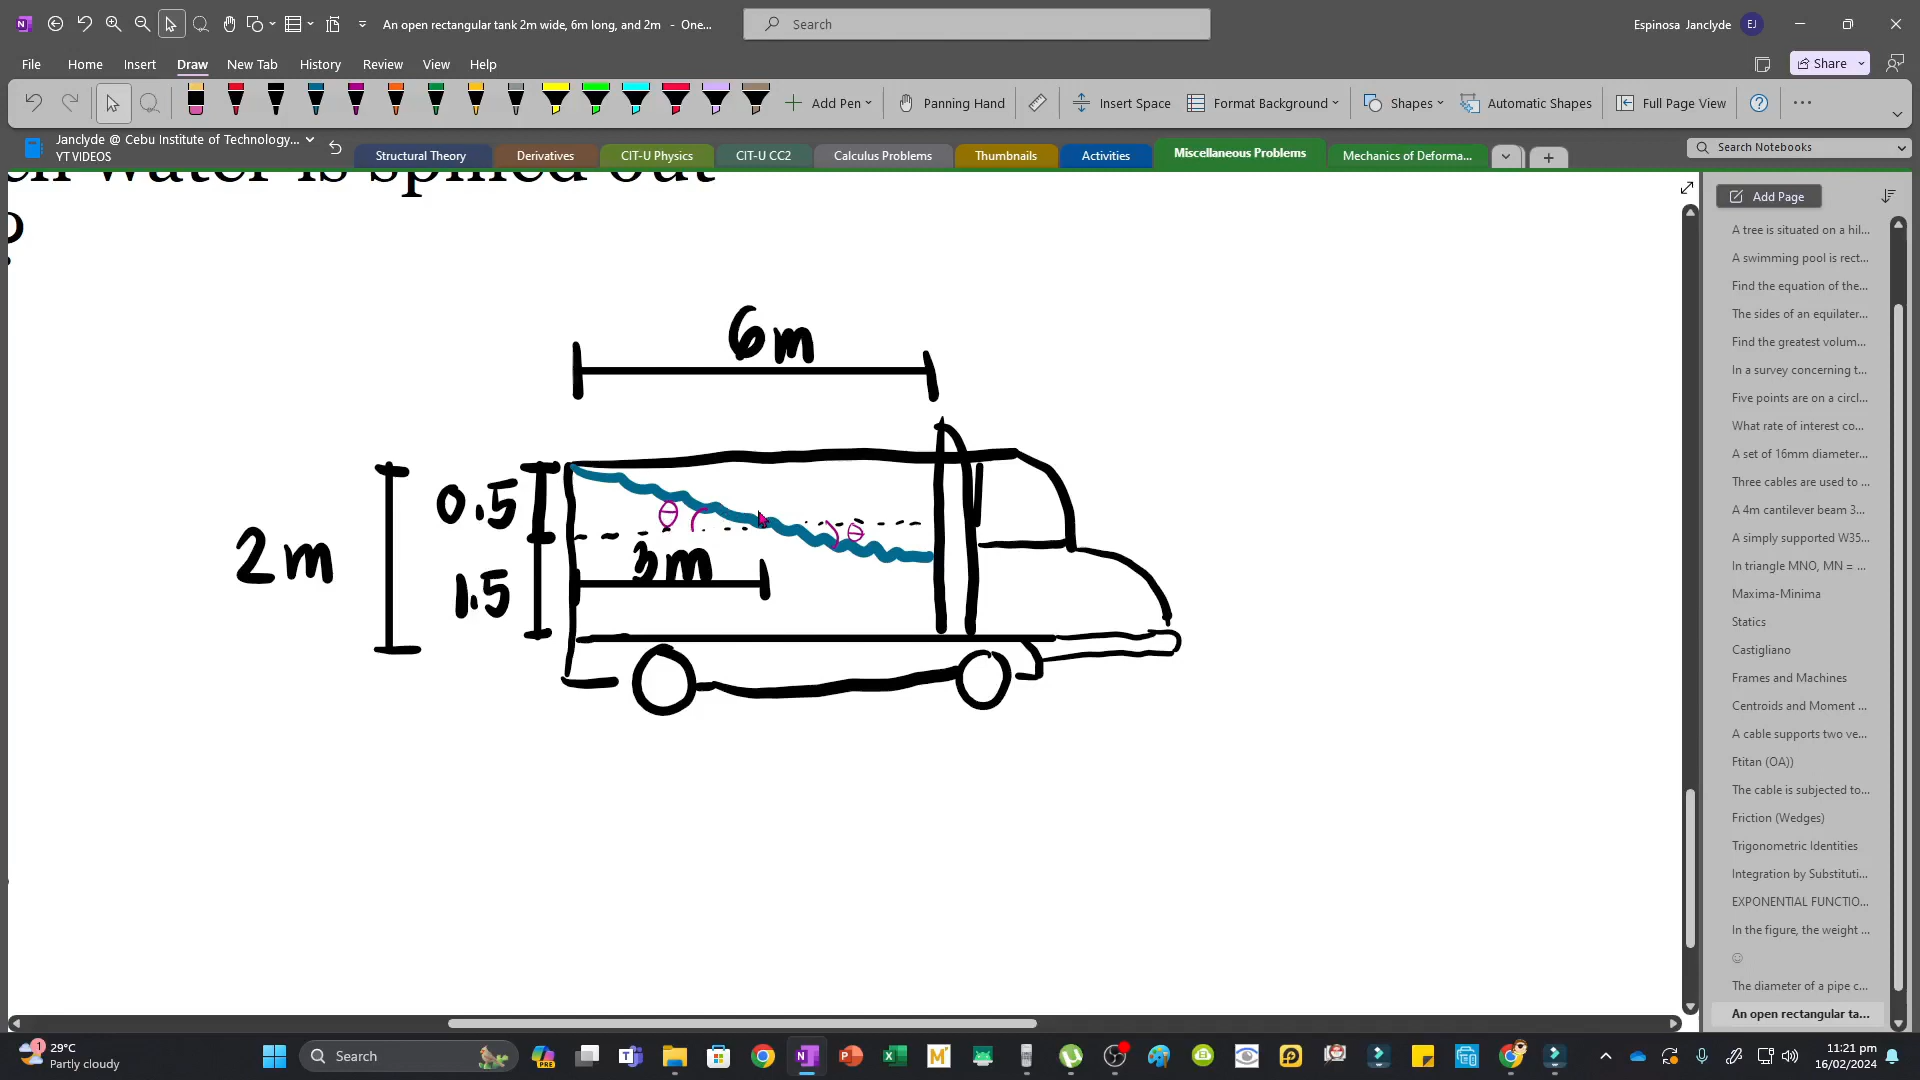 An open rectangular tank 2m wide, 6m long, and 2m - One...
Search
Espinosa Janclyde
EJ
File
Home
Insert
Draw
New Tab
History
Review
View
Help
Share
Add Pen
Panning Hand
Insert Space
Format Background
Shapes
Automatic Shapes
Full Page View
Janclyde @ Cebu Institute of Technology...
YT VIDEOS
Structural Theory
Derivatives
CIT-U Physics
CIT-U CC2
Calculus Problems
Thumbnails
Activities
Miscellaneous Problems
Mechanics of Deforma...
Search Notebooks
water is spilled out
?
6m
0.5
θ
θ
2m
3m
1.5
Add Page
A tree is situated on a hil...
A swimming pool is rect...
Find the equation of the...
The sides of an equilater...
Find the greatest volum...
In a survey concerning t...
Five points are on a circl...
What rate of interest co...
A set of 16mm diameter...
Three cables are used to ...
A 4m cantilever beam 3...
A simply supported W35...
In triangle MNO, MN = ...
Maxima-Minima
Statics
Castigliano
Frames and Machines
Centroids and Moment ...
A cable supports two ve...
Ftitan (OA))
The cable is subjected to...
Friction (Wedges)
Trigonometric Identities
Integration by Substituti...
EXPONENTIAL FUNCTIO...
In the figure, the weight ...
The diameter of a pipe c...
An open rectangular ta...
1
29°C
Partly cloudy
Search
PRE
11:21 pm
16/02/2024